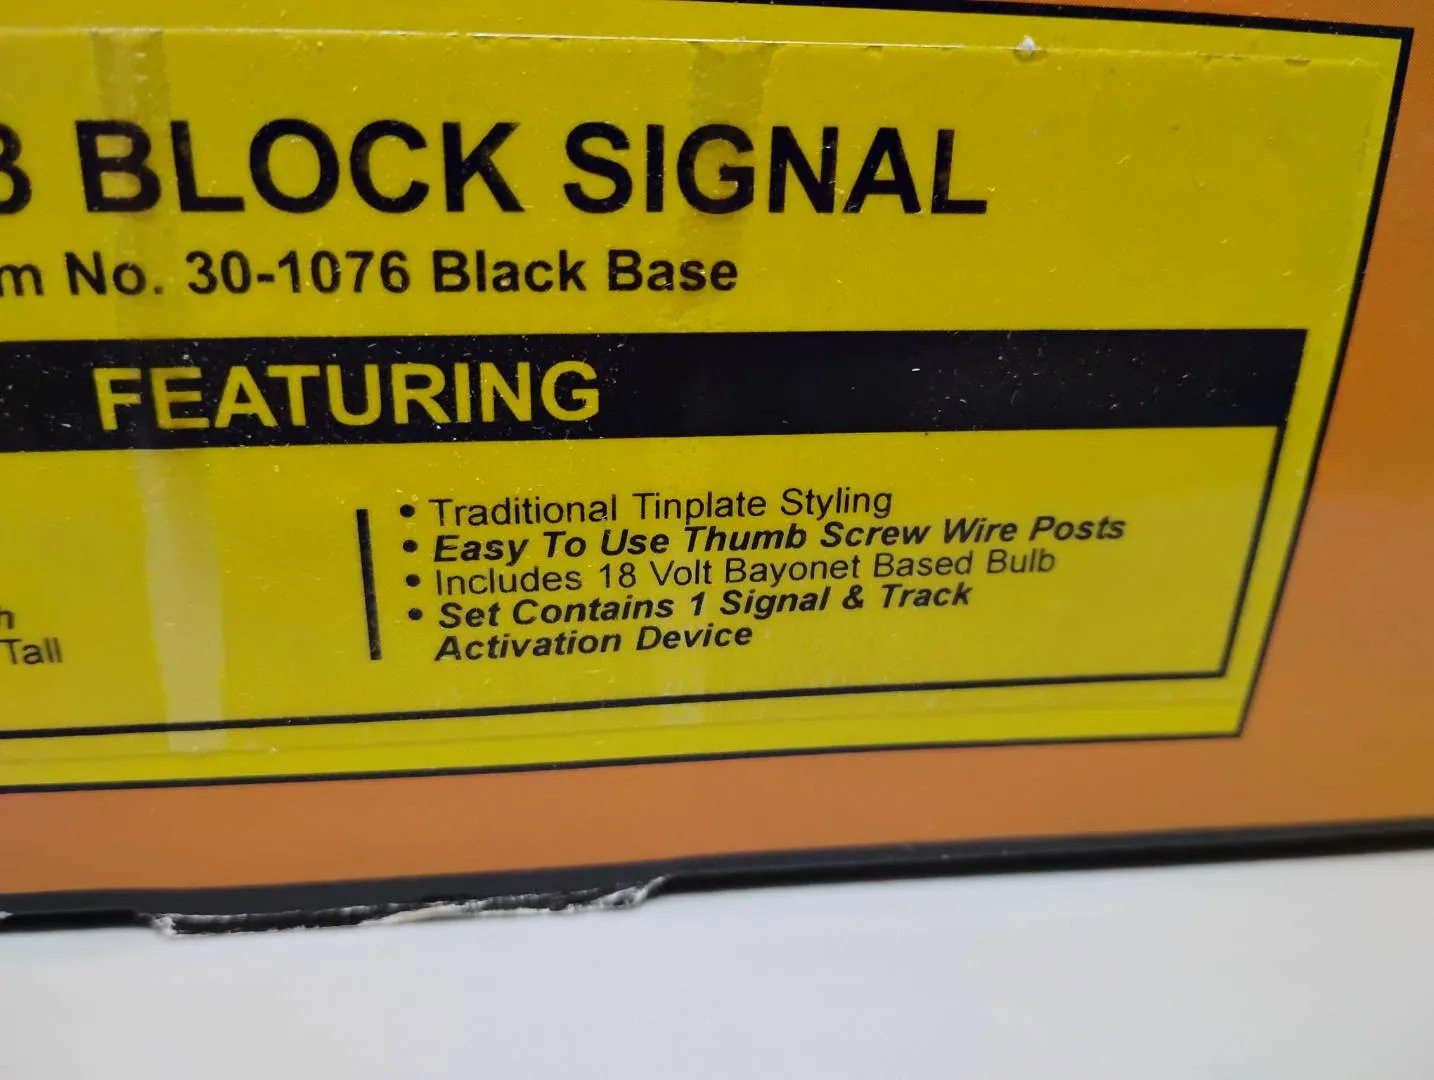 BLOCK SIGNAL
No. 30-1076 Black Base
FEATURING
• Traditional Tinplate Styling
• Easy To Use Thumb Screw Wire Posts
• Includes 18 Volt Bayonet Based Bulb
• Set Contains 1 Signal & Track
Activation Device
Tall